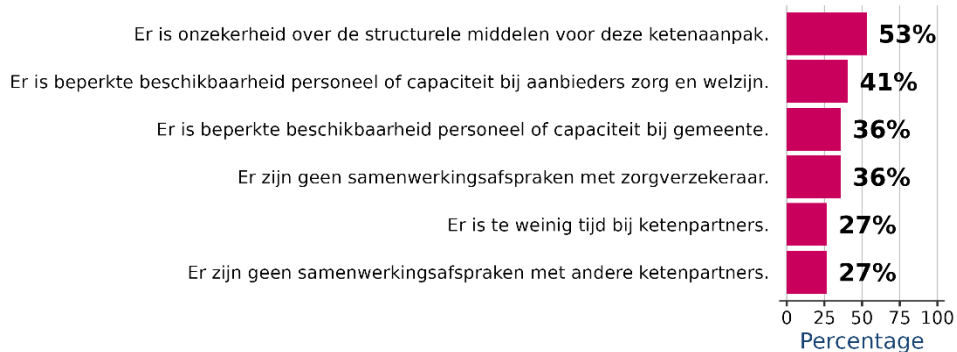 Er is onzekerheid over de structurele middelen voor deze ketenaanpak. 53%
Er is beperkte beschikbaarheid personeel of capaciteit bij aanbieders zorg en welzijn. 41%
Er is beperkte beschikbaarheid personeel of capaciteit bij gemeente. 36%
Er zijn geen samenwerkingsafspraken met zorgverzekeraar. 36%
Er is te weinig tijd bij ketenpartners. 27%
Er zijn geen samenwerkingsafspraken met andere ketenpartners. 27%
0 25 50 75 100
Percentage